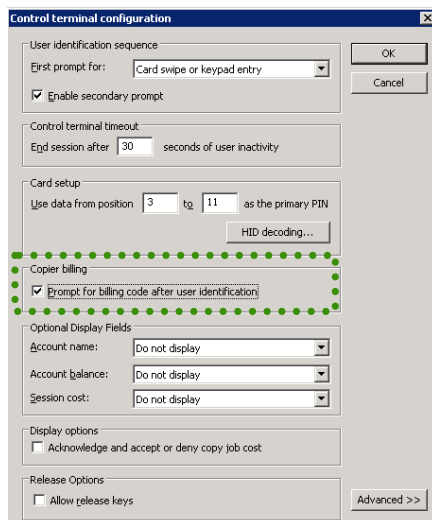 Control terminal configuration
User identification sequence
First prompt for: Card swipe or keypad entry
Enable secondary prompt
OK
Cancel
Control terminal timeout
End session after 30 seconds of user inactivity
Card setup
Use data from position 3 to 11 as the primary PIN
HID decoding...
Copier billing
Prompt for billing code after user identification
Optional Display Fields
Account name: Do not display
Account balance: Do not display
Session cost: Do not display
Display options
Acknowledge and accept or deny copy job cost
Release Options
Allow release keys
Advanced >>